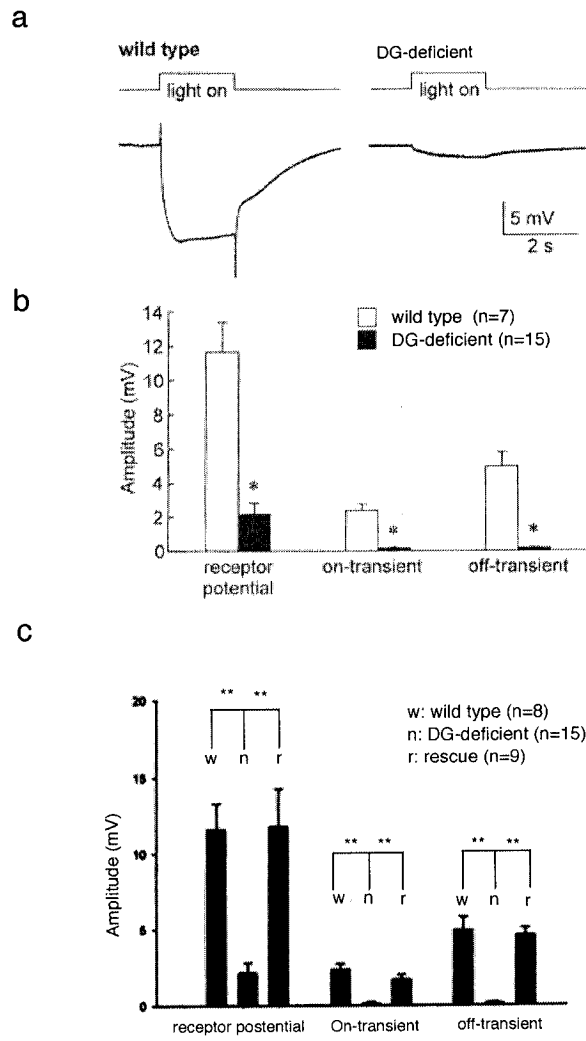 a
wild type
DG-deficient
light on
light on
5 mV
2 s
b
14
12
10
8
6
4
2
0
Amplitude (mV)
wild type (n=7)
DG-deficient (n=15)
*
*
*
receptor potential
on-transient
off-transient
c
20
15
10
5
0
Amplitude (mV)
w: wild type (n=8)
n: DG-deficient (n=15)
r: rescue (n=9)
** **
w n r
** **
w n r
** **
w n r
receptor postential
On-transient
off-transient